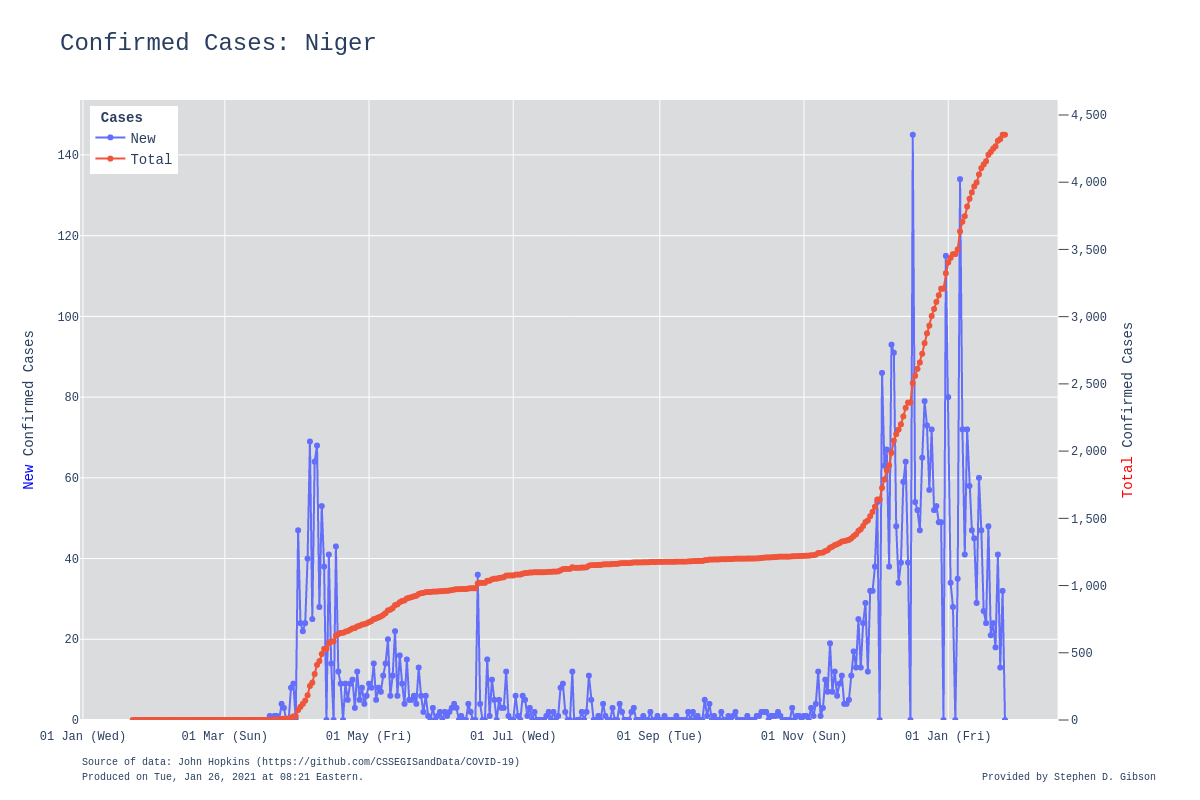 Confirmed Cases: Niger
Cases
New
Total
140
120
100
80
60
40
20
0
4,500
4,000
3,500
3,000
2,500
2,000
1,500
1,000
500
0
New Confirmed Cases
Total Confirmed Cases
01 Jan (Wed)
01 Mar (Sun)
01 May (Fri)
01 Jul (Wed)
01 Sep (Tue)
01 Nov (Sun)
01 Jan (Fri)
Source of data: John Hopkins (https://github.com/CSSEGISandData/COVID-19)
Produced on Tue, Jan 26, 2021 at 08:21 Eastern.
Provided by Stephen D. Gibson